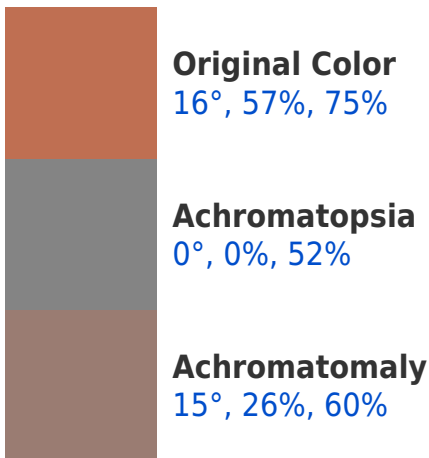 Original Color
16°, 57%, 75%
Achromatopsia
0°, 0%, 52%
Achromatomaly
15°, 26%, 60%